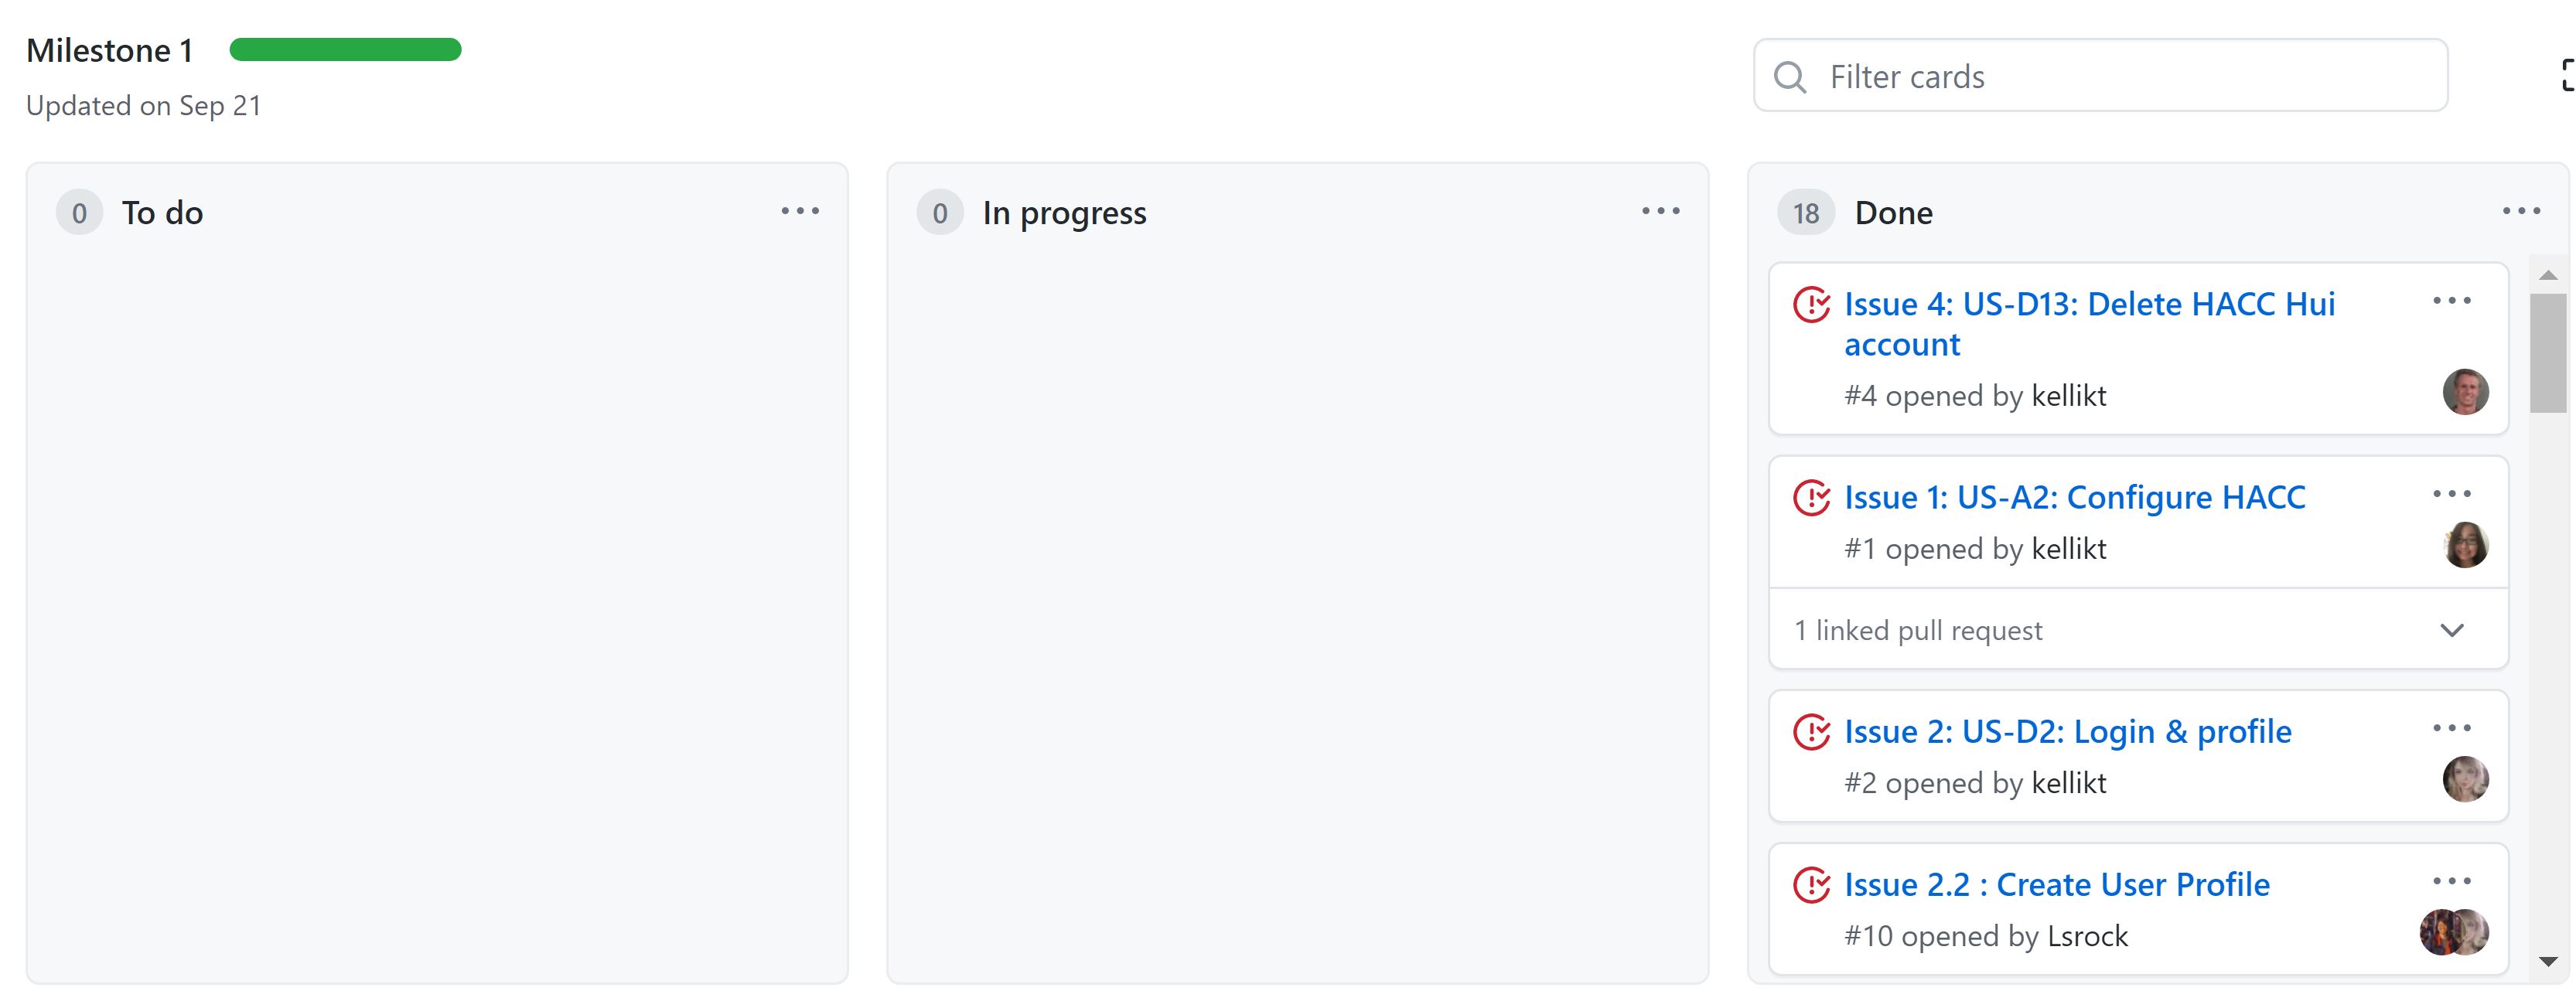 Milestone 1
Updated on Sep 21
Filter cards
0 To do
0 In progress
18 Done
Issue 4: US-D13: Delete HACC Hui
account
#4 opened by kellikt
Issue 1: US-A2: Configure HACC
#1 opened by kellikt
1 linked pull request
Issue 2: US-D2: Login & profile
#2 opened by kellikt
Issue 2.2 : Create User Profile
#10 opened by Lsrock